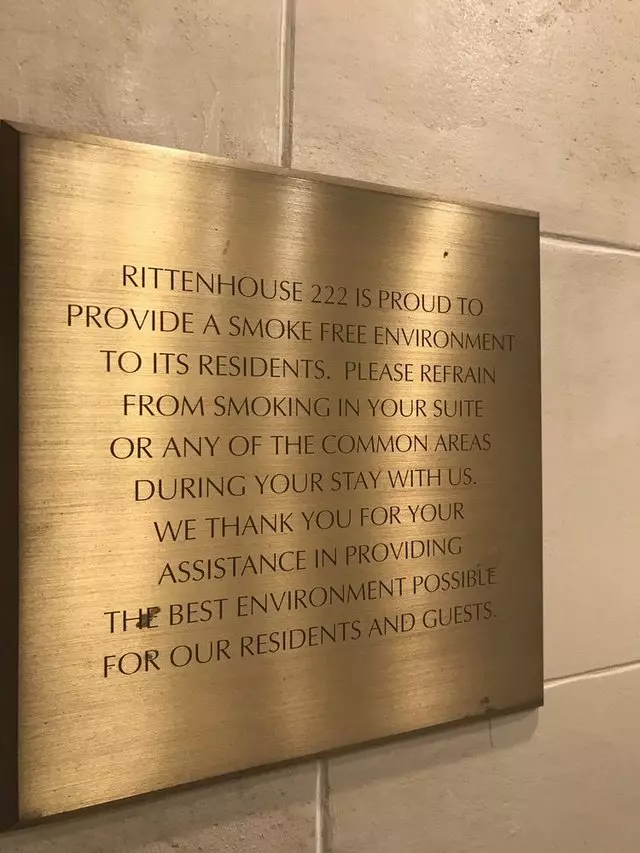 RITTENHOUSE 222 IS PROUD TO
PROVIDE A SMOKE FREE ENVIRONMENT
TO ITS RESIDENTS. PLEASE REFRAIN
FROM SMOKING IN YOUR SUITE
OR ANY OF THE COMMON AREAS
DURING YOUR STAY WITH US.
WE THANK YOU FOR YOUR
ASSISTANCE IN PROVIDING
THE BEST ENVIRONMENT POSSIBLE
FOR OUR RESIDENTS AND GUESTS.